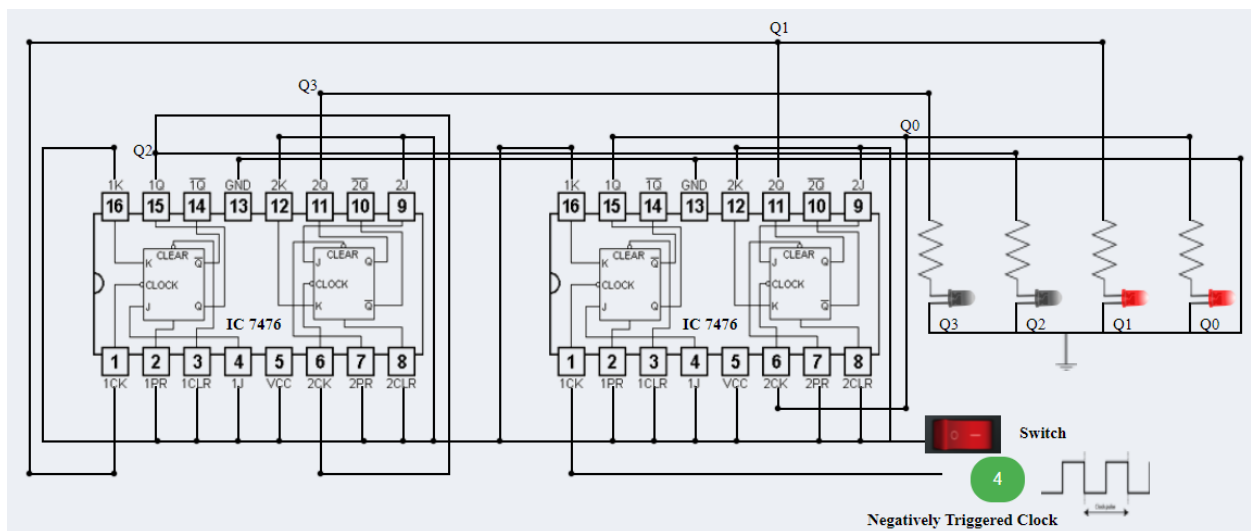 Q1
Q3
Q0
Q2
1K 1Q 1Q GND 2K 2Q 2Q 2J
16 15 14 13 12 11 10 9
CLEAR
K Q
CLOCK
J Q
CLEAR
J Q
CLOCK
K Q
IC 7476
1 2 3 4 5 6 7 8
1CK 1PR 1CLR 1J VCC 2CK 2PR 2CLR
1K 1Q 1Q GND 2K 2Q 2Q 2J
16 15 14 13 12 11 10 9
CLEAR
K Q
CLOCK
J Q
CLEAR
J Q
CLOCK
K Q
IC 7476
1 2 3 4 5 6 7 8
1CK 1PR 1CLR 1J VCC 2CK 2PR 2CLR
Q3 Q2 Q1 Q0
Switch
4
Negatively Triggered Clock